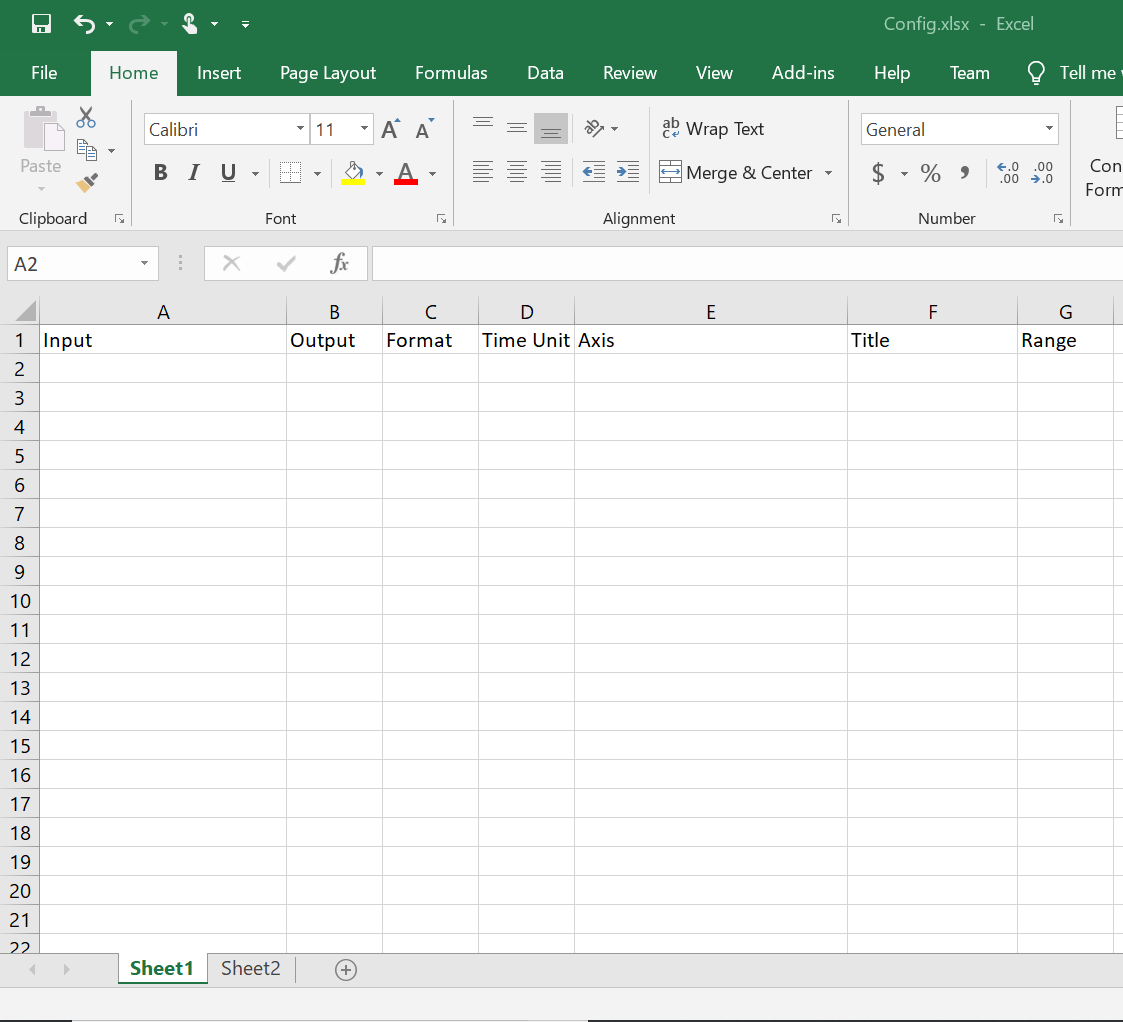 Config.xlsx - Excel
File Home Insert Page Layout Formulas Data Review View Add-ins Help Team Tell me
Paste
Calibri 11
ab
c Wrap Text
General
B I U A
Merge & Center
$ % , .0 .00
.00 .0
Con
Form
Clipboard Font Alignment Number
A2 fx
A B C D E F G
1 Input Output Format Time Unit Axis Title Range
2
3
4
5
6
7
8
9
10
11
12
13
14
15
16
17
18
19
20
21
22
Sheet1 Sheet2